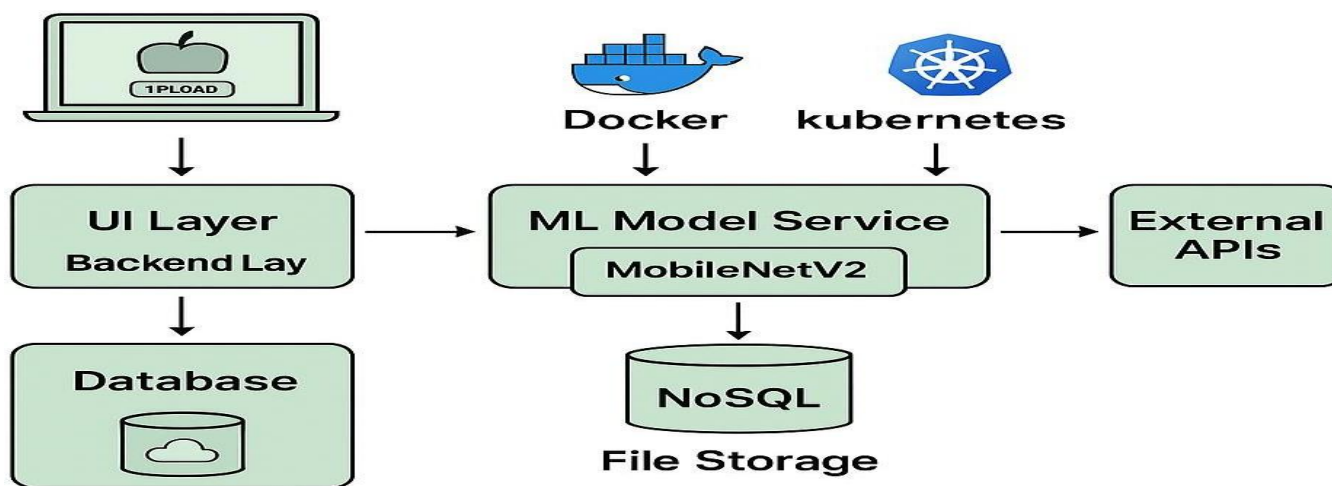 1PLOAD
Docker
kubernetes
UI Layer
Backend Lay
ML Model Service
MobileNetV2
External
APIs
Database
NoSQL
File Storage